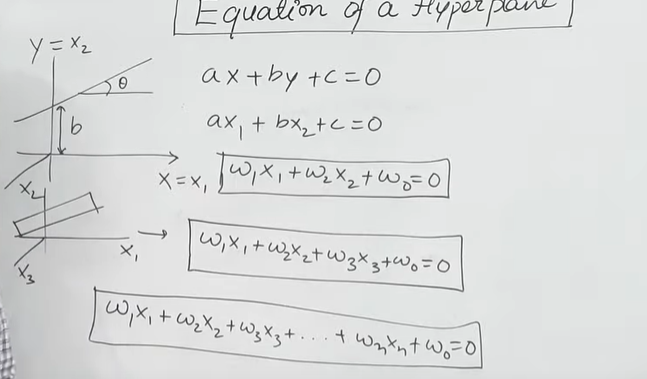 Equation of a Hyperplane
y = x₂
θ
ax + by + c = 0
b
ax₁ + bx₂ + c = 0
x = x₁
w₁x₁ + w₂x₂ + w₀ = 0
x₂
x₁
w₁x₁ + w₂x₂ + w₃x₃ + w₀ = 0
x₃
w₁x₁ + w₂x₂ + w₃x₃ + ... + wₙxₙ + w₀ = 0